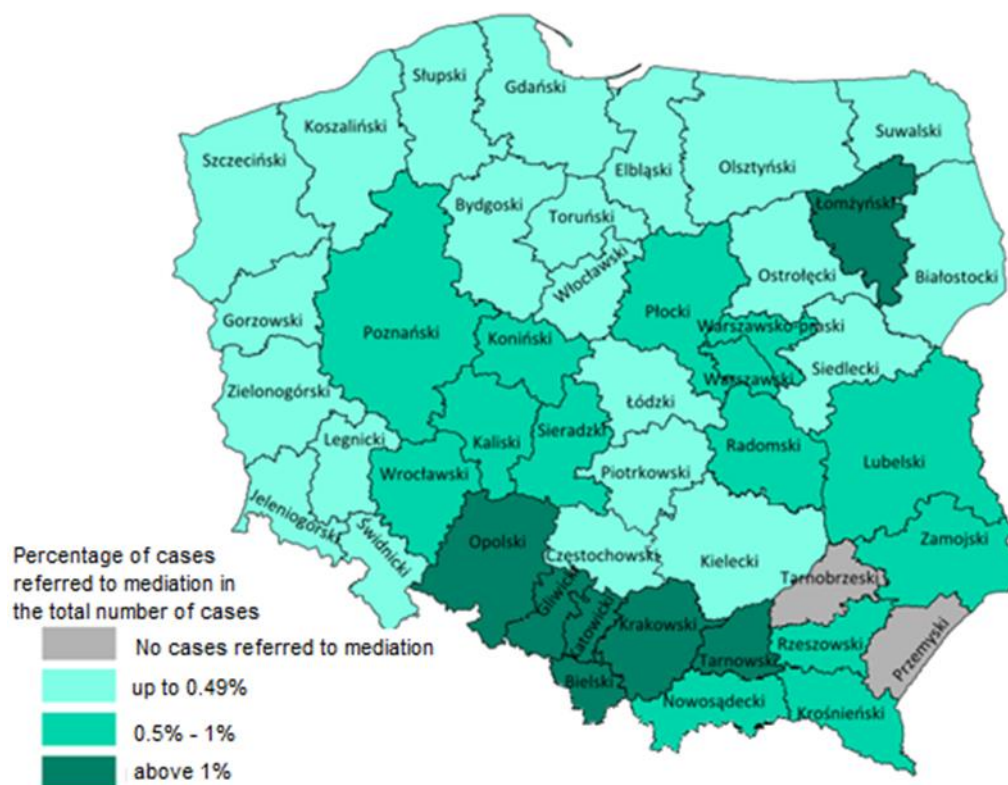 Słupski
Gdański
Koszaliński
Suwalski
Szczeciński
Elbląski
Olsztyński
Łomżyński
Bydgoski
Toruński
Włocławski
Ostrołęcki
Białostocki
Gorzowski
Poznański
Płocki
Warszawsko-praski
Koniński
Siedlecki
Warszawski
Zielonogórski
Łódzki
Legnicki
Kaliski
Sieradzki
Radomski
Wrocławski
Piotrkowski
Lubelski
Jeleniogórski
Świdnicki
Opolski
Częstochowski
Kielecki
Zamojski
Tarnobrzeski
Gliwicki
Katowicki
Krakowski
Tarnowski
Rzeszowski
Przemyski
Bielski
Nowosądecki
Krośnieński
Percentage of cases
referred to mediation in
the total number of cases
No cases referred to mediation
up to 0.49%
0.5% - 1%
above 1%